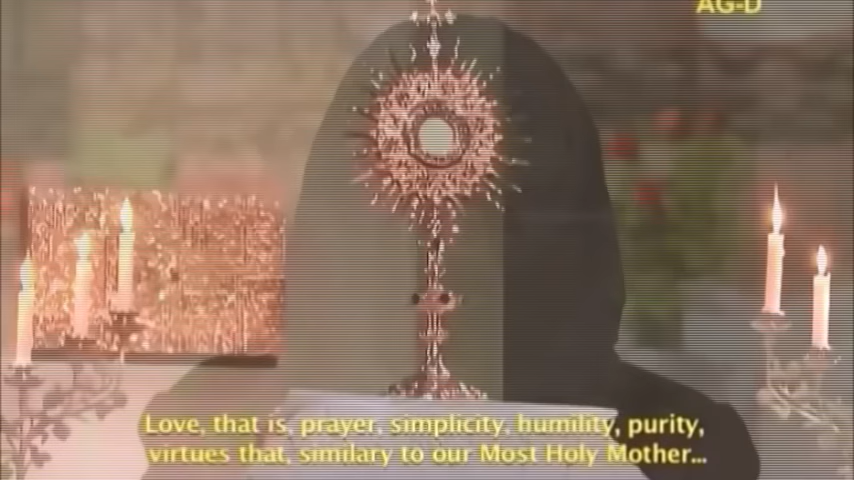 AG-D
Love, that is, prayer, simplicity, humility, purity,
virtues that, similary to our Most Holy Mother...